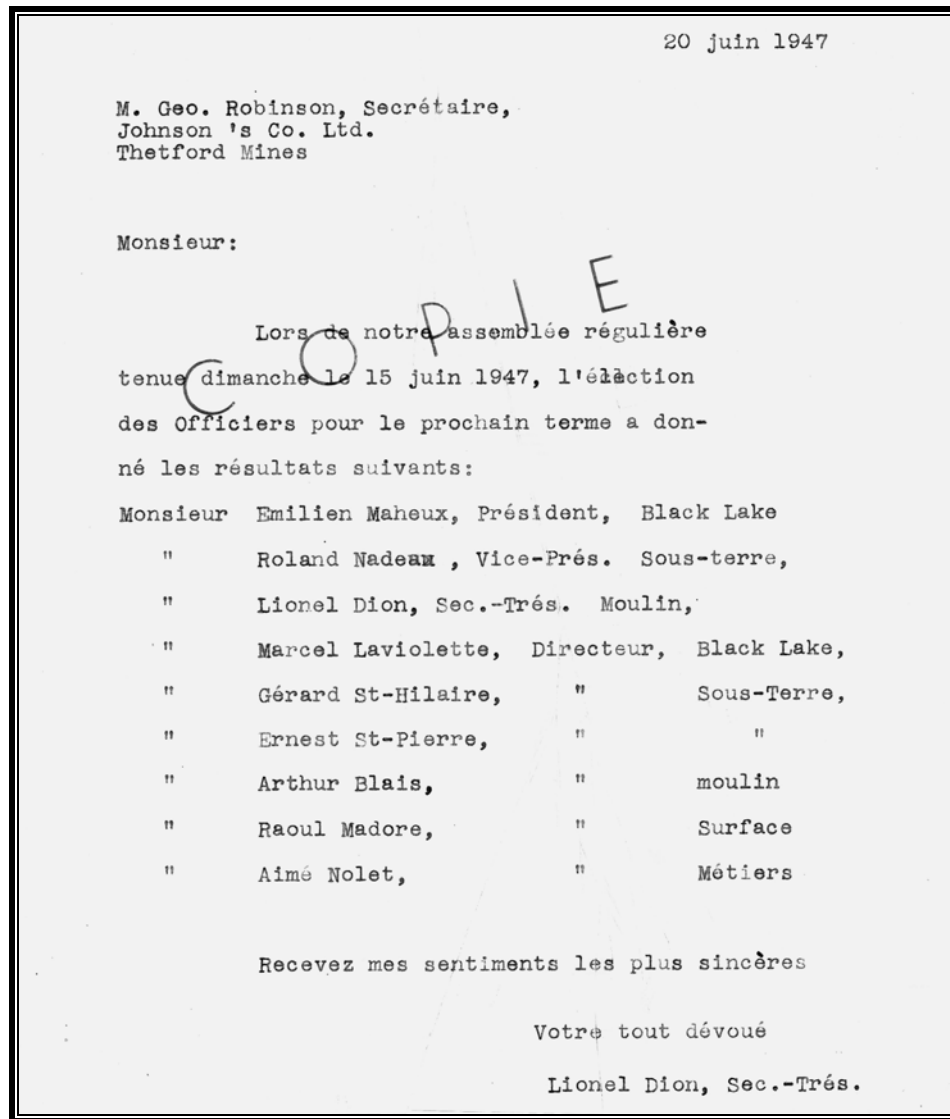 20 juin 1947
M. Geo. Robinson, Secrétaire,
Johnson 's Co. Ltd.
Thetford Mines
Monsieur:
COPIE
Lors de notre assemblée régulière
tenue dimanche le 15 juin 1947, l'élèction
des Officiers pour le prochain terme a don-
né les résultats suivants:
Monsieur Emilien Maheux, Président, Black Lake
" Roland Nadeau , Vice-Prés. Sous-terre,
" Lionel Dion, Sec.-Trés. Moulin,
" Marcel Laviolette, Directeur, Black Lake,
" Gérard St-Hilaire, " Sous-Terre,
" Ernest St-Pierre, " "
" Arthur Blais, " moulin
" Raoul Madore, " Surface
" Aimé Nolet, " Métiers
Recevez mes sentiments les plus sincères
Votre tout dévoué
Lionel Dion, Sec.-Trés.